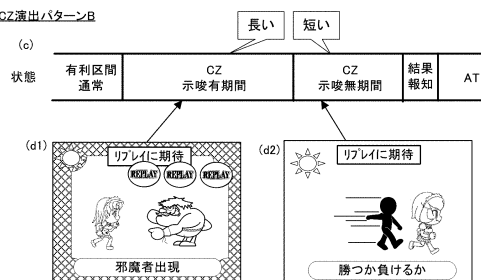 CZ演出パターンB
長い
短い
(c)
状態
有利区間
通常
CZ
示唆有期間
CZ
示唆無期間
結果
報知
AT
(d1)
リプレイに期待
REPLAY REPLAY REPLAY
邪魔者出現
(d2)
リプレイに期待
勝つか負けるか